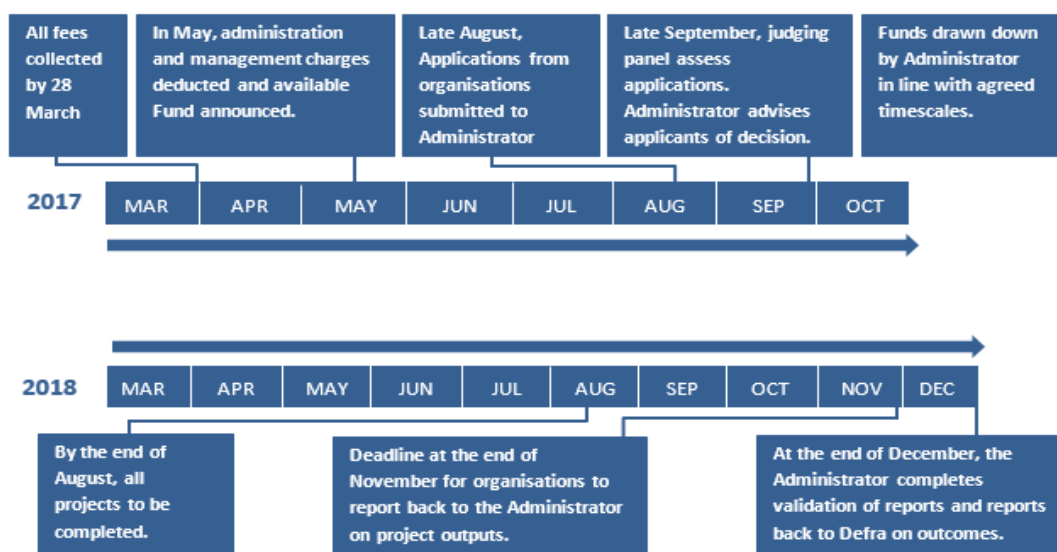 All fees
collected
by 28
March
In May, administration
and management charges
deducted and available
Fund announced.
Late August,
Applications from
organisations
submitted to
Administrator
Late September, judging
panel assess
applications.
Administrator advises
applicants of decision.
Funds drawn down
by Administrator
in line with agreed
timescales.
2017
MAR APR MAY JUN JUL AUG SEP OCT
2018
MAR APR MAY JUN JUL AUG SEP OCT NOV DEC
By the end of
August, all
projects to be
completed.
Deadline at the end of
November for organisations to
report back to the Administrator
on project outputs.
At the end of December, the
Administrator completes
validation of reports and reports
back to Defra on outcomes.